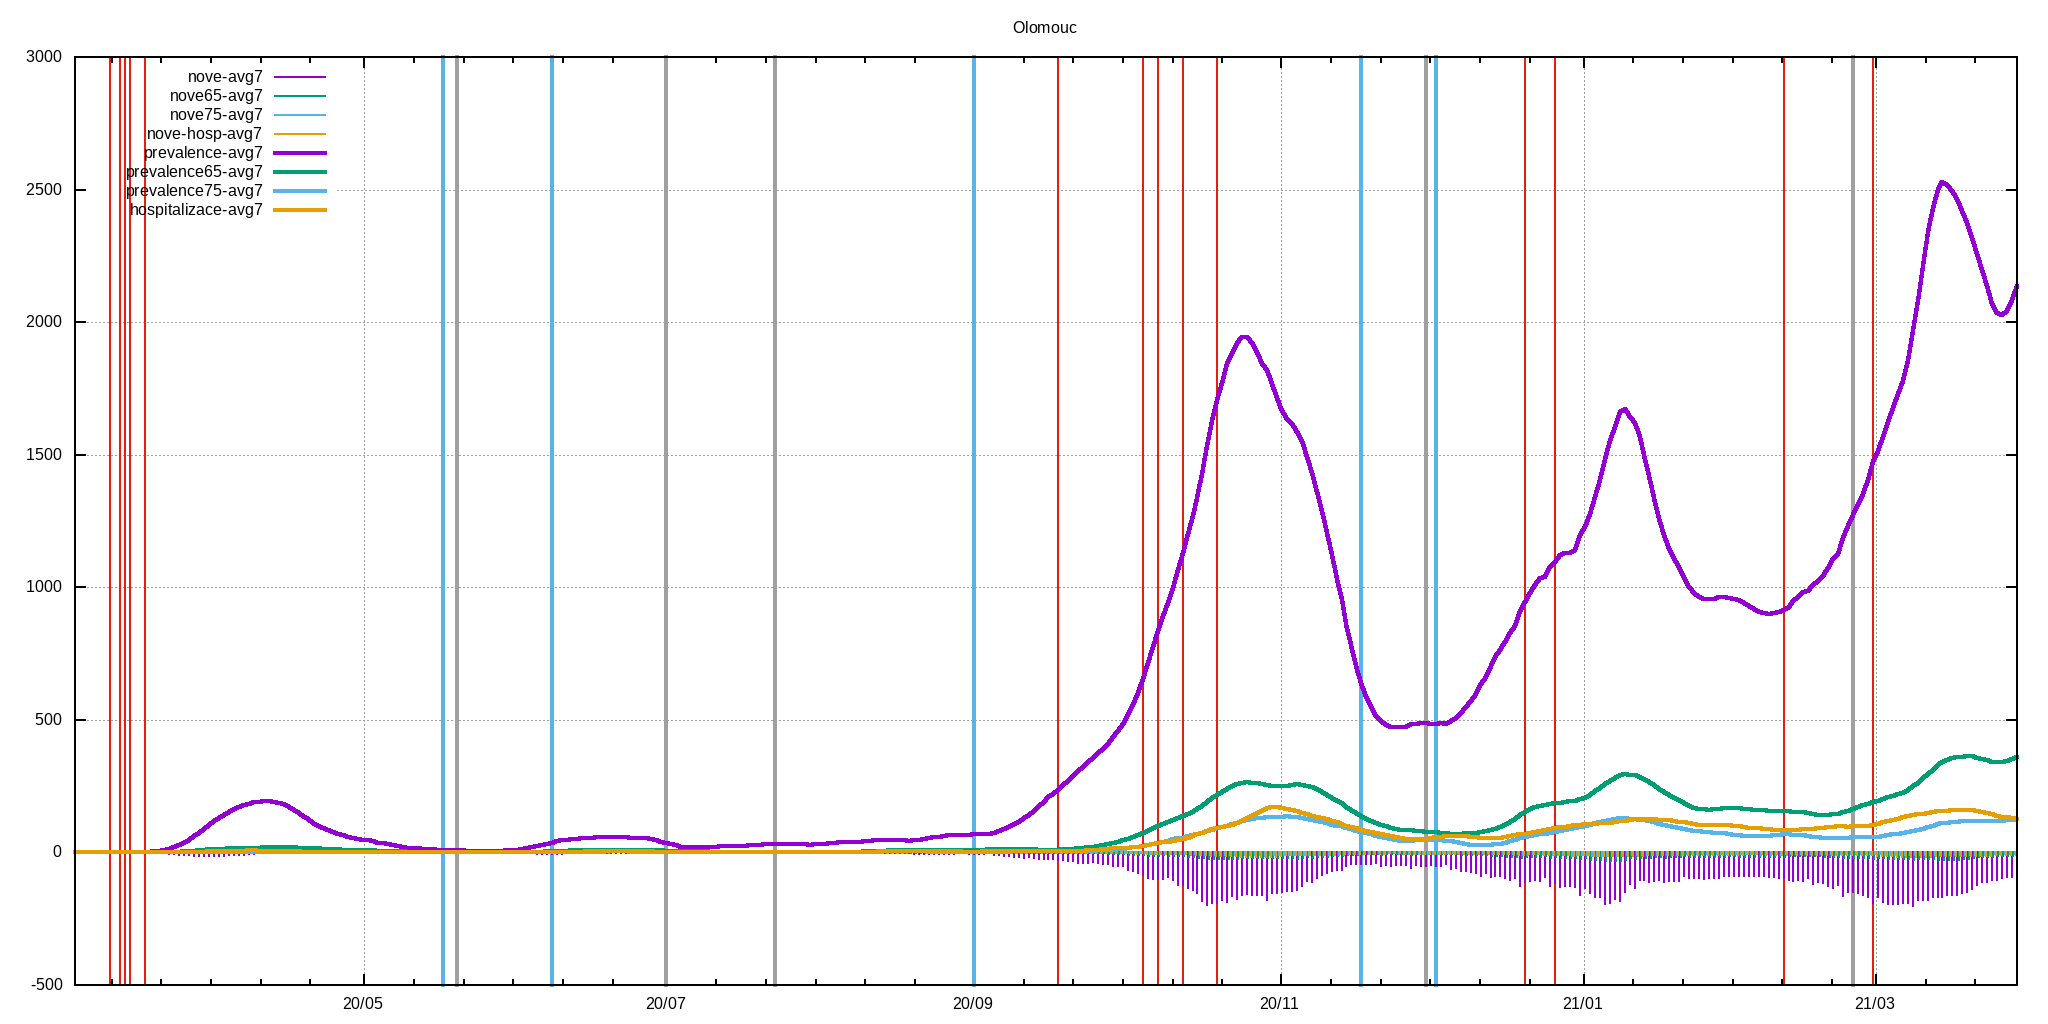 Olomouc
3000
2500
2000
1500
1000
500
0
-500
nove-avg7
nove65-avg7
nove75-avg7
nove-hosp-avg7
prevalence-avg7
prevalence65-avg7
prevalence75-avg7
hospitalizace-avg7
20/05 20/07 20/09 20/11 21/01 21/03